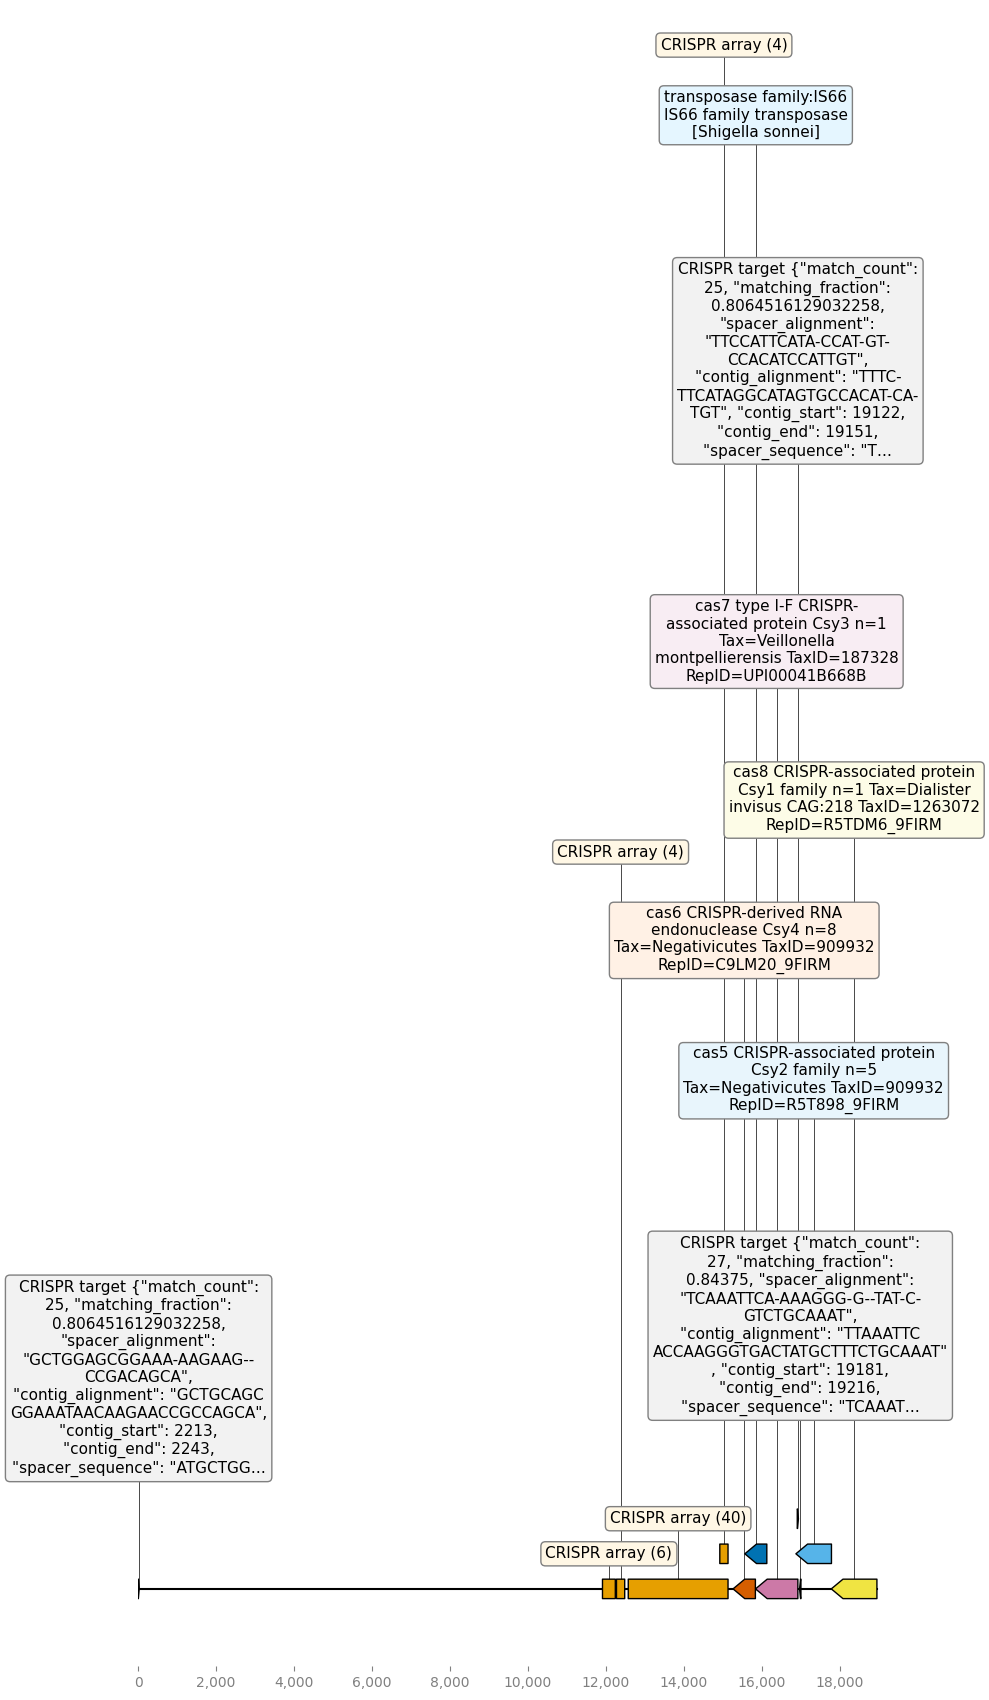 CRISPR array (4)
transposase family:IS66
IS66 family transposase
[Shigella sonnei]
CRISPR target {"match_count":
25, "matching_fraction":
0.8064516129032258,
"spacer_alignment":
"TTCCATTCATA-CCAT-GT-
CCACATCCATTGT",
"contig_alignment": "TTTC-
TTCATAGGCATAGTGCCACAT-CA-
TGT", "contig_start": 19122,
"contig_end": 19151,
"spacer_sequence": "T...
cas7 type I-F CRISPR-
associated protein Csy3 n=1
Tax=Veillonella
montpellierensis TaxID=187328
RepID=UPI00041B668B
cas8 CRISPR-associated protein
Csy1 family n=1 Tax=Dialister
invisus CAG:218 TaxID=1263072
RepID=R5TDM6_9FIRM
CRISPR array (4)
cas6 CRISPR-derived RNA
endonuclease Csy4 n=8
Tax=Negativicutes TaxID=909932
RepID=C9LM20_9FIRM
cas5 CRISPR-associated protein
Csy2 family n=5
Tax=Negativicutes TaxID=909932
RepID=R5T898_9FIRM
CRISPR target {"match_count":
27, "matching_fraction":
0.84375, "spacer_alignment":
"TCAAATTCA-AAAGGG-G--TAT-C-
GTCTGCAAAT",
"contig_alignment": "TTAAATTC
ACCAAGGGTGACTATGCTTTCTGCAAAT"
, "contig_start": 19181,
"contig_end": 19216,
"spacer_sequence": "TCAAAT...
CRISPR target {"match_count":
25, "matching_fraction":
0.8064516129032258,
"spacer_alignment":
"GCTGGAGCGGAAA-AAGAAG--
CCGACAGCA",
"contig_alignment": "GCTGCAGC
GGAAATAACAAGAACCGCCAGCA",
"contig_start": 2213,
"contig_end": 2243,
"spacer_sequence": "ATGCTGG...
CRISPR array (40)
CRISPR array (6)
0 2,000 4,000 6,000 8,000 10,000 12,000 14,000 16,000 18,000